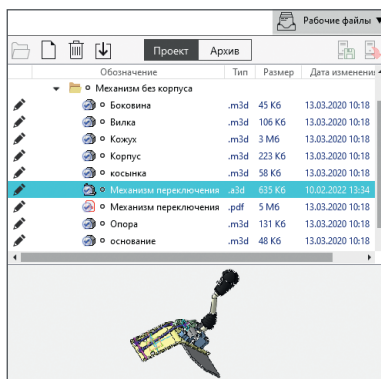 Рабочие файлы
Проект Архив
Обозначение Тип Размер Дата изменени
Механизм без корпуса
Боковина .m3d 45 Кб 13.03.2020 10:18
Вилка .m3d 106 Кб 13.03.2020 10:18
Кожух .m3d 3 Мб 13.03.2020 10:18
Корпус .m3d 223 Кб 13.03.2020 10:18
косынка .m3d 58 Кб 13.03.2020 10:18
Механизм переключения .a3d 635 Кб 10.02.2022 13:34
Механизм переключения .pdf 5 Мб 13.03.2020 10:18
Опора .m3d 131 Кб 13.03.2020 10:18
основание .m3d 48 Кб 13.03.2020 10:18